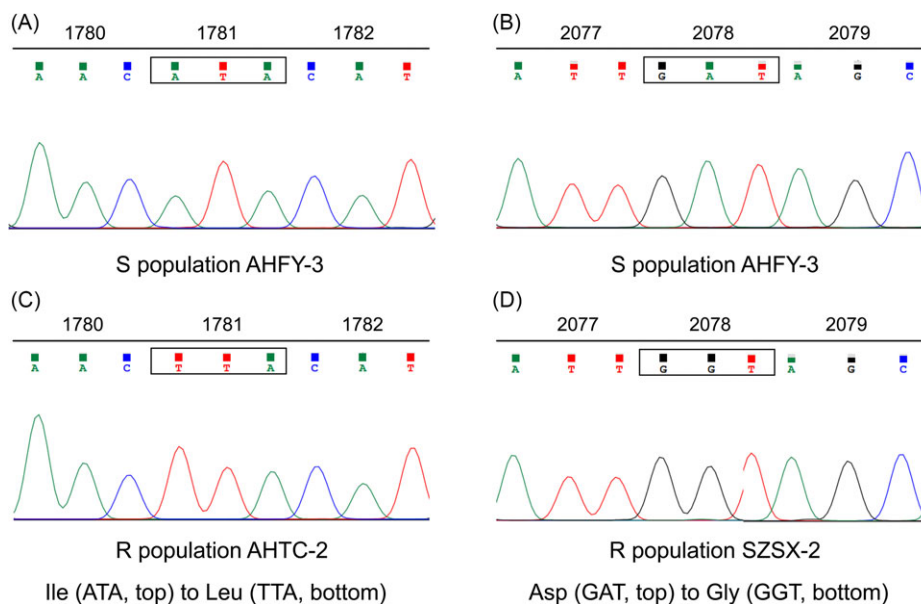 (A)
1780 1781 1782
A A C A T A C A T
S population AHFY-3
(B)
2077 2078 2079
A T T G A T A G C
S population AHFY-3
(C)
1780 1781 1782
A A C T T A C A T
R population AHTC-2
Ile (ATA, top) to Leu (TTA, bottom)
(D)
2077 2078 2079
A T T G G T A G C
R population SZSX-2
Asp (GAT, top) to Gly (GGT, bottom)